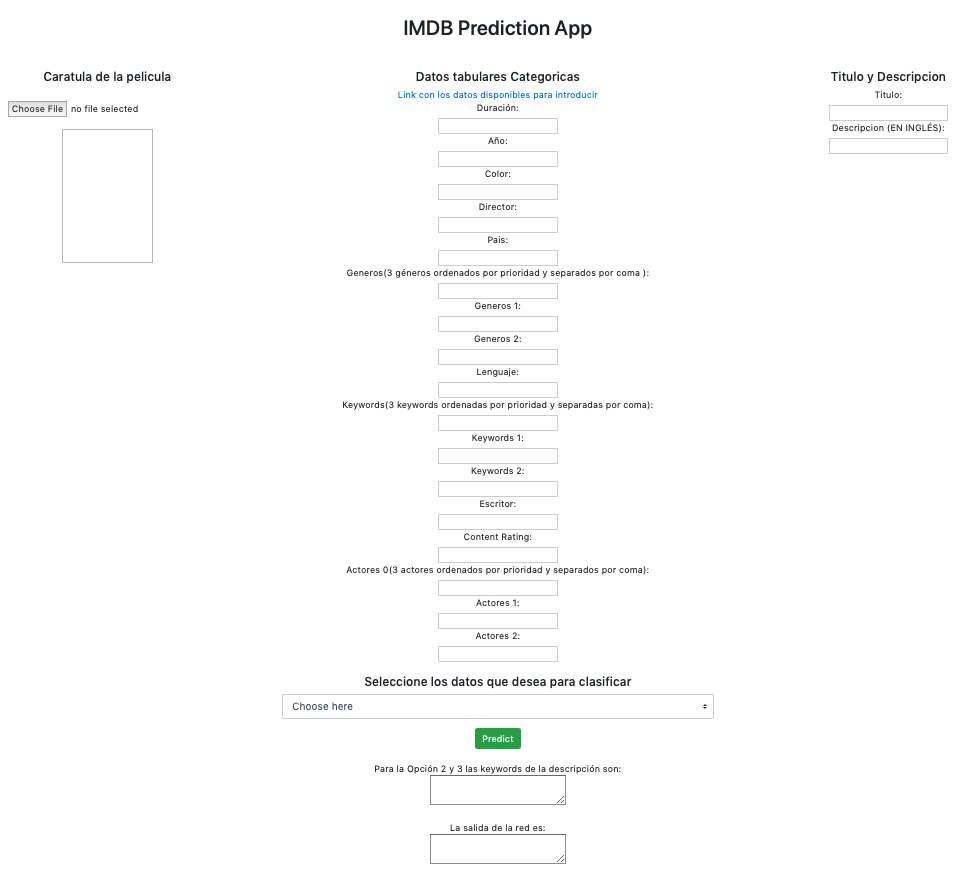 IMDB Prediction App
Caratula de la pelicula
Choose File no file selected
Datos tabulares Categoricas
Link con los datos disponibles para introducir
Duración:
Año:
Color:
Director:
Pais:
Generos(3 géneros ordenados por prioridad y separados por coma ):
Generos 1:
Generos 2:
Lenguaje:
Keywords(3 keywords ordenadas por prioridad y separadas por coma):
Keywords 1:
Keywords 2:
Escritor:
Content Rating:
Actores 0(3 actores ordenados por prioridad y separados por coma):
Actores 1:
Actores 2:
Titulo y Descripcion
Titulo:
Descripcion (EN INGLÉS):
Seleccione los datos que desea para clasificar
Choose here
Predict
Para la Opción 2 y 3 las keywords de la descripción son:
La salida de la red es: